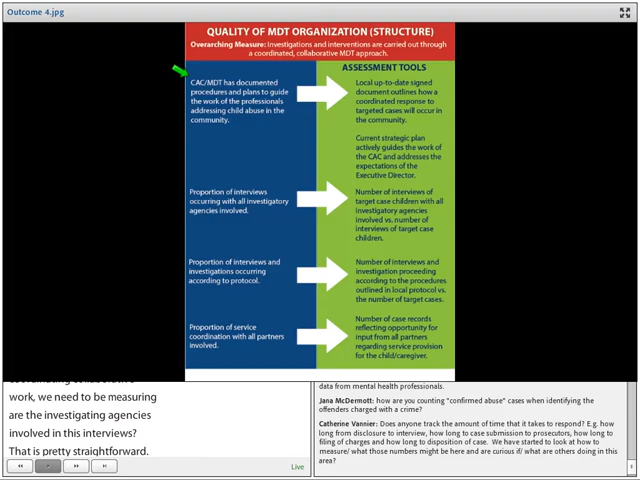 Outcome 4.jpg
QUALITY OF MDT ORGANIZATION (STRUCTURE)
Overarching Measure: Investigations and interventions are carried out through
a coordinated, collaborative MDT approach.
ASSESSMENT TOOLS
CAC/MDT has documented
procedures and plans to guide
the work of the professionals
addressing child abuse in the
community.
Local up-to-date signed
document outlines how a
coordinated response to
targeted cases will occur in
the community.
Current strategic plan
actively guides the work of
the CAC and addresses the
expectations of the
Executive Director.
Proportion of interviews
occurring with all investigatory
agencies involved.
Number of interviews of
target case children with all
investigatory agencies
involved vs. number of
interviews of target case
children.
Proportion of interviews and
investigations occurring
according to protocol.
Number of interviews and
investigation proceeding
according to the procedures
outlined in local protocol vs.
the number of target cases.
Proportion of service
coordination with all partners
involved.
Number of case records
reflecting opportunity for
input from all partners
regarding service provision
for the child/caregiver.
work, we need to be measuring
are the investigating agencies
involved in this interviews?
That is pretty straightforward.
Live
data from mental health professionals.
Jana McDermott: how are you counting "confirmed abuse" cases when identifying the
offenders charged with a crime?
Catherine Vannier: Does anyone track the amount of time that it takes to respond? E.g. how
long from disclosure to interview, how long to case submission to prosecutors, how long to
filing of charges and how long to disposition of case. We have started to look at how to
measure/ what those numbers might be here and are curious if/ what are others doing in this
area?